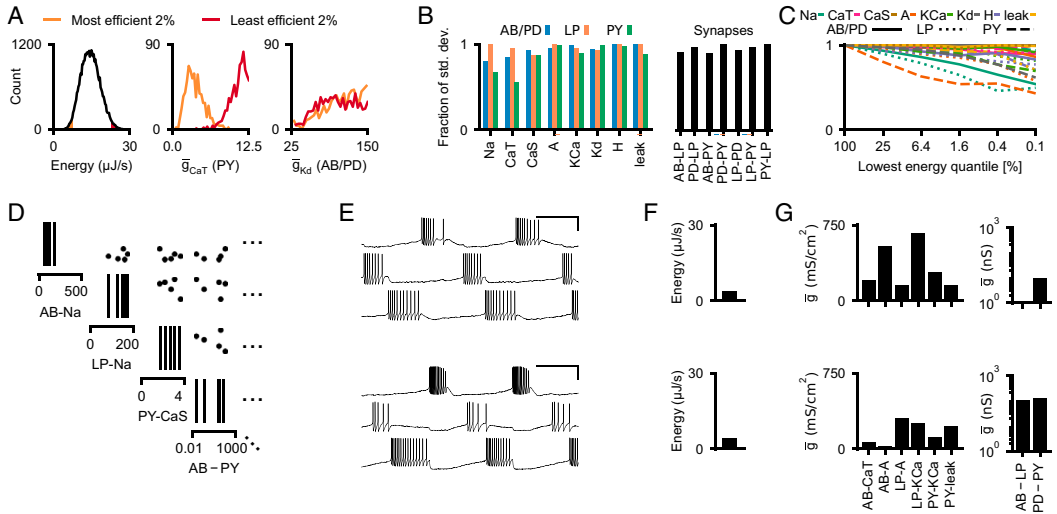 Most efficient 2% Least efficient 2%
A
1200
Count
0
Energy (μJ/s)
90
0
0.0 12.5
g̅CaT (PY)
90
0
25 150
g̅Kd (AB/PD)
B
AB/PD LP PY
Fraction of std. dev.
1
0
Na
CaT
CaS
A
KCa
Kd
H
leak
Synapses
1
0
AB-LP
PD-LP
AB-PY
PD-PY
LP-PD
LP-PY
PY-LP
C
Na CaT CaS A KCa Kd H leak
AB/PD LP PY
1
0
100 25 6.4 1.6 0.4 0.1
Lowest energy quantile [%]
D
0 500
AB-Na
...
0 200
LP-Na
...
0 4
PY-CaS
...
0.01 1000
AB – PY
...
E
F
Energy (μJ/s)
30
0
Energy (μJ/s)
30
0
G
g̅ (mS/cm²)
750
0
g̅ (nS)
10³
10⁰
g̅ (mS/cm²)
750
0
AB-CaT
AB-A
LP-A
LP-KCa
PY-KCa
PY-leak
g̅ (nS)
10³
10⁰
AB – LP
PD – PY